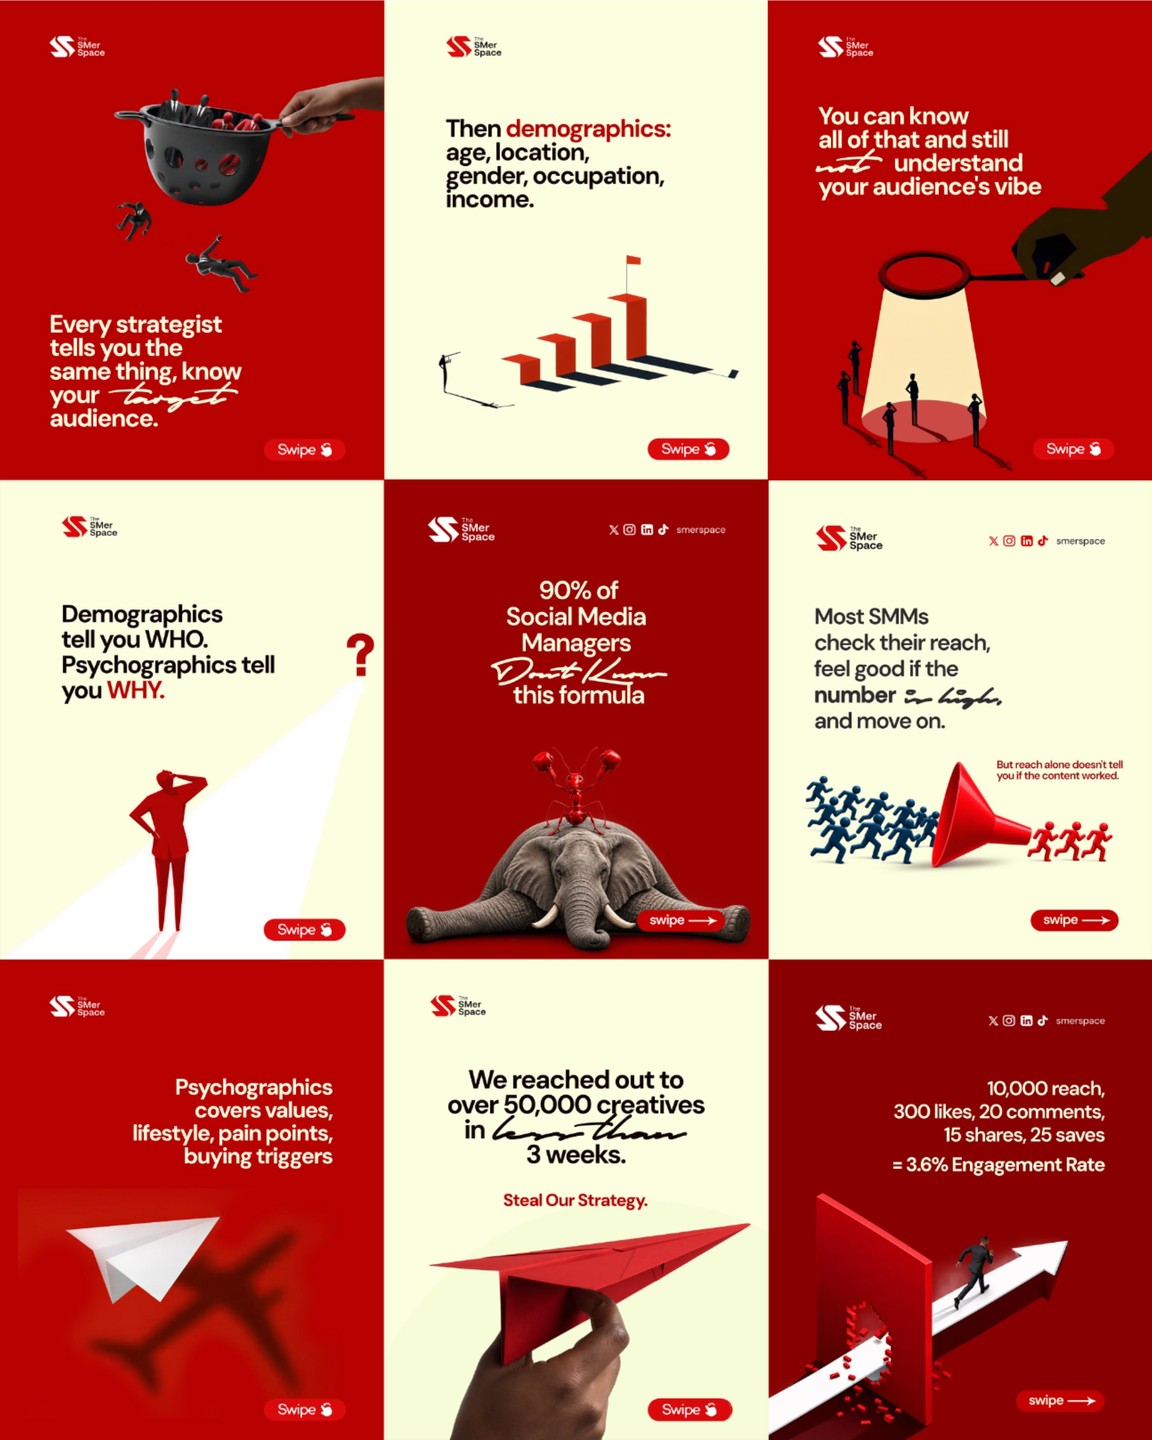 The
SMer
Space
Every strategist
tells you the
same thing, know
your target
audience.
Swipe
The
SMer
Space
Then demographics:
age, location,
gender, occupation,
income.
Swipe
The
SMer
Space
You can know
all of that and still
not understand
your audience's vibe
Swipe
The
SMer
Space
Demographics
tell you WHO.
Psychographics tell
you WHY.
?
Swipe
The
SMer
Space
smerspace
90% of
Social Media
Managers
Dont Know
this formula
swipe
The
SMer
Space
smerspace
Most SMMs
check their reach,
feel good if the
number is high,
and move on.
But reach alone doesn't tell
you if the content worked.
swipe
The
SMer
Space
Psychographics
covers values,
lifestyle, pain points,
buying triggers
Swipe
The
SMer
Space
We reached out to
over 50,000 creatives
in less than
3 weeks.
Steal Our Strategy.
Swipe
The
SMer
Space
smerspace
10,000 reach,
300 likes, 20 comments,
15 shares, 25 saves
= 3.6% Engagement Rate
swipe